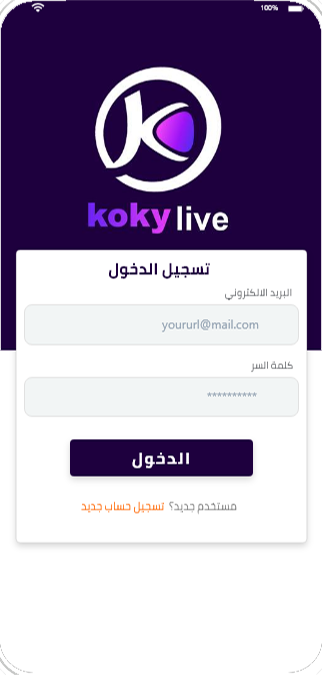 100%
koky live
تسجيل الدخول
البريد الالكتروني
yoururl@mail.com
كلمة السر
**********
الدخول
مستخدم جديد؟ تسجيل حساب جديد